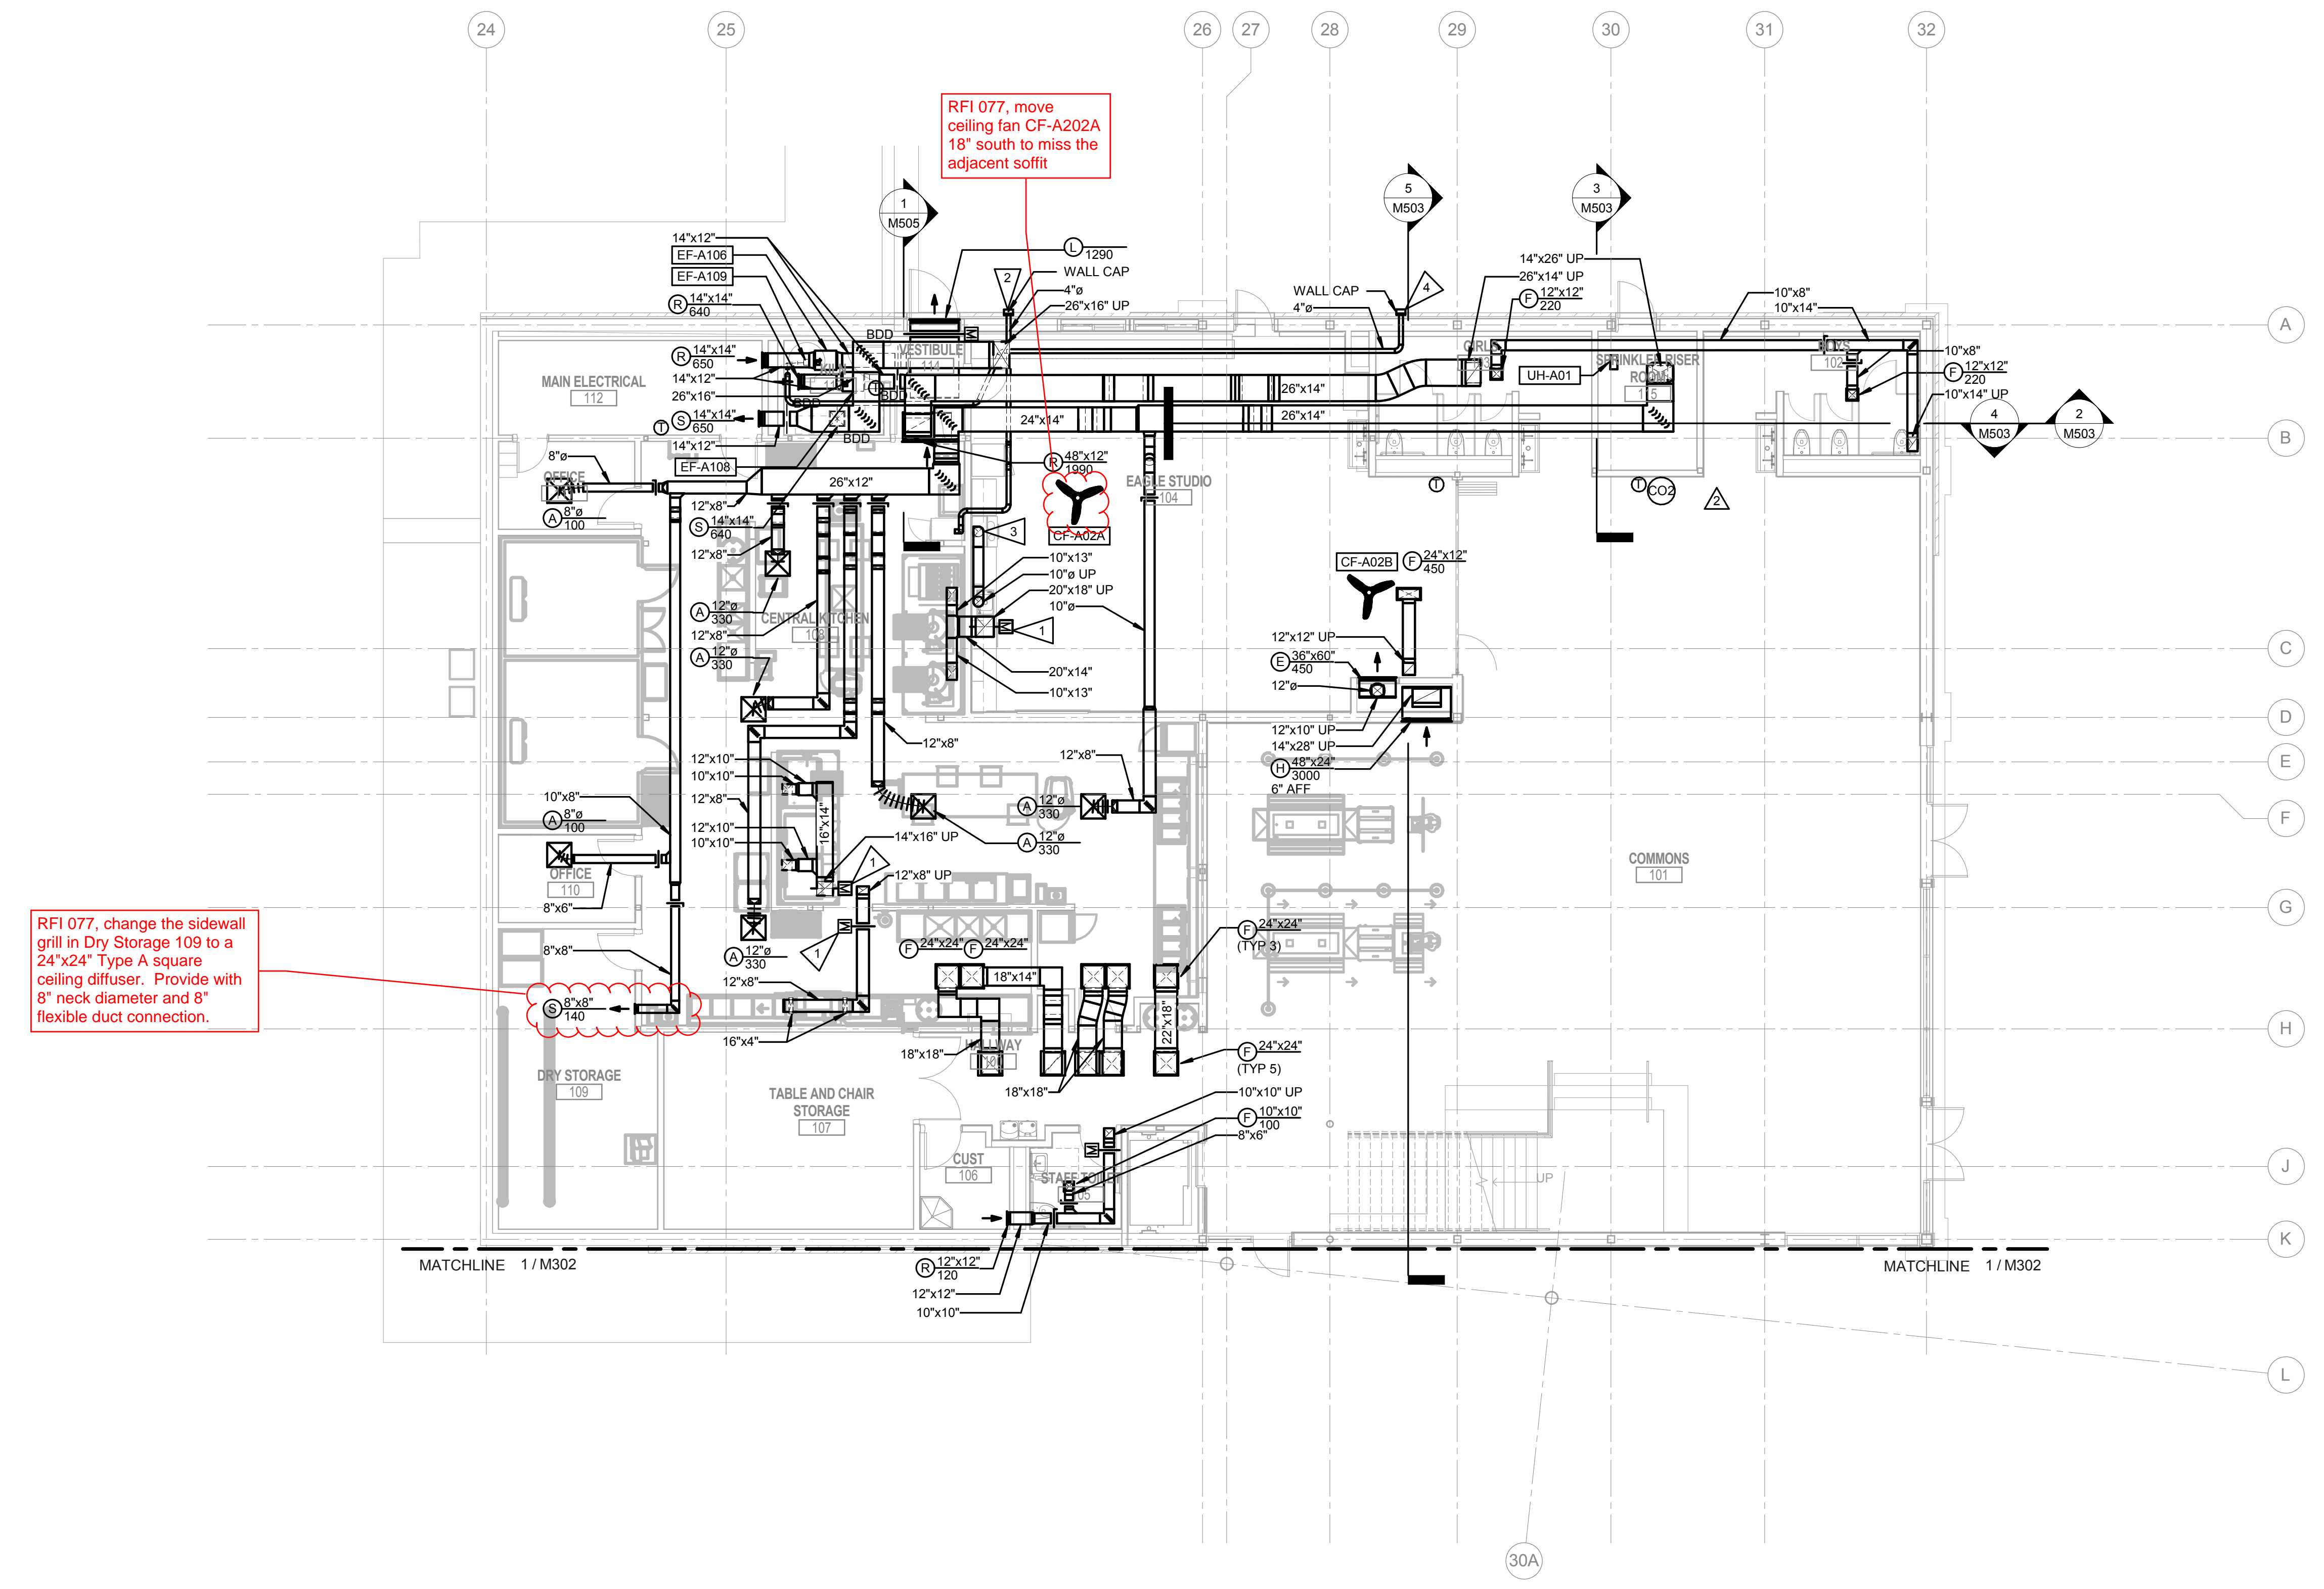 24
25
26
27
28
29
30
31
32
RFI 077, move
ceiling fan CF-A202A
18" south to miss the
adjacent soffit
1
M505
5
M503
3
M503
14"x12"
EF-A106
EF-A109
R 14"x14"
640
R 14"x14"
650
14"x12"
26"x16"
S 14"x14"
650
T
14"x12"
EF-A108
BDD
BDD
BDD
BDD
T
L
1290
2
WALL CAP
4"ø
26"x16" UP
VESTIBULE
114
WALL CAP
4"ø
4
14"x26" UP
26"x14" UP
F 12"x12"
220
10"x8"
10"x14"
A
GIRLS
UH-A01
SPRINKLER RISER
ROOM
BOYS
102
10"x8"
F 12"x12"
220
10"x14" UP
4
M503
2
M503
B
MAIN ELECTRICAL
112
26"x14"
24"x14"
26"x14"
R 48"x12"
1990
EAGLE STUDIO
104
T
T
CO2
2
8"ø
OFFICE
A 8"ø
100
26"x12"
12"x8"
S 14"x14"
640
12"x8"
CF-A02A
3
10"x13"
10"ø UP
20"x18" UP
10"ø
1
20"x14"
10"x13"
CF-A02B
F 24"x12"
450
A 12"ø
330
CENTRAL KITCHEN
108
12"x8"
A 12"ø
330
12"x12" UP
E 36"x60"
450
12"ø
C
D
12"x10" UP
14"x28" UP
H 48"x24"
3000
6" AFF
E
12"x8"
12"x8"
12"x10"
10"x10"
12"x8"
16"x14"
12"x10"
10"x10"
14"x16" UP
1
A 12"ø
330
A 12"ø
330
F
10"x8"
A 8"ø
100
OFFICE
110
8"x6"
12"x8" UP
COMMONS
101
G
RFI 077, change the sidewall
grill in Dry Storage 109 to a
24"x24" Type A square
ceiling diffuser. Provide with
8" neck diameter and 8"
flexible duct connection.
8"x8"
S 8"x8"
140
A 12"ø
330
1
F 24"x24"
F 24"x24"
F 24"x24"
(TYP 3)
12"x8"
18"x14"
22"x18"
16"x4"
H
HALLWAY
18"x18"
18"x18"
F 24"x24"
(TYP 5)
DRY STORAGE
109
TABLE AND CHAIR
STORAGE
107
10"x10" UP
F 10"x10"
100
8"x6"
CUST
106
STAFF TOILET
UP
J
K
MATCHLINE 1 / M302
R 12"x12"
120
12"x12"
10"x10"
MATCHLINE 1 / M302
L
30A
M
M
M
M
M